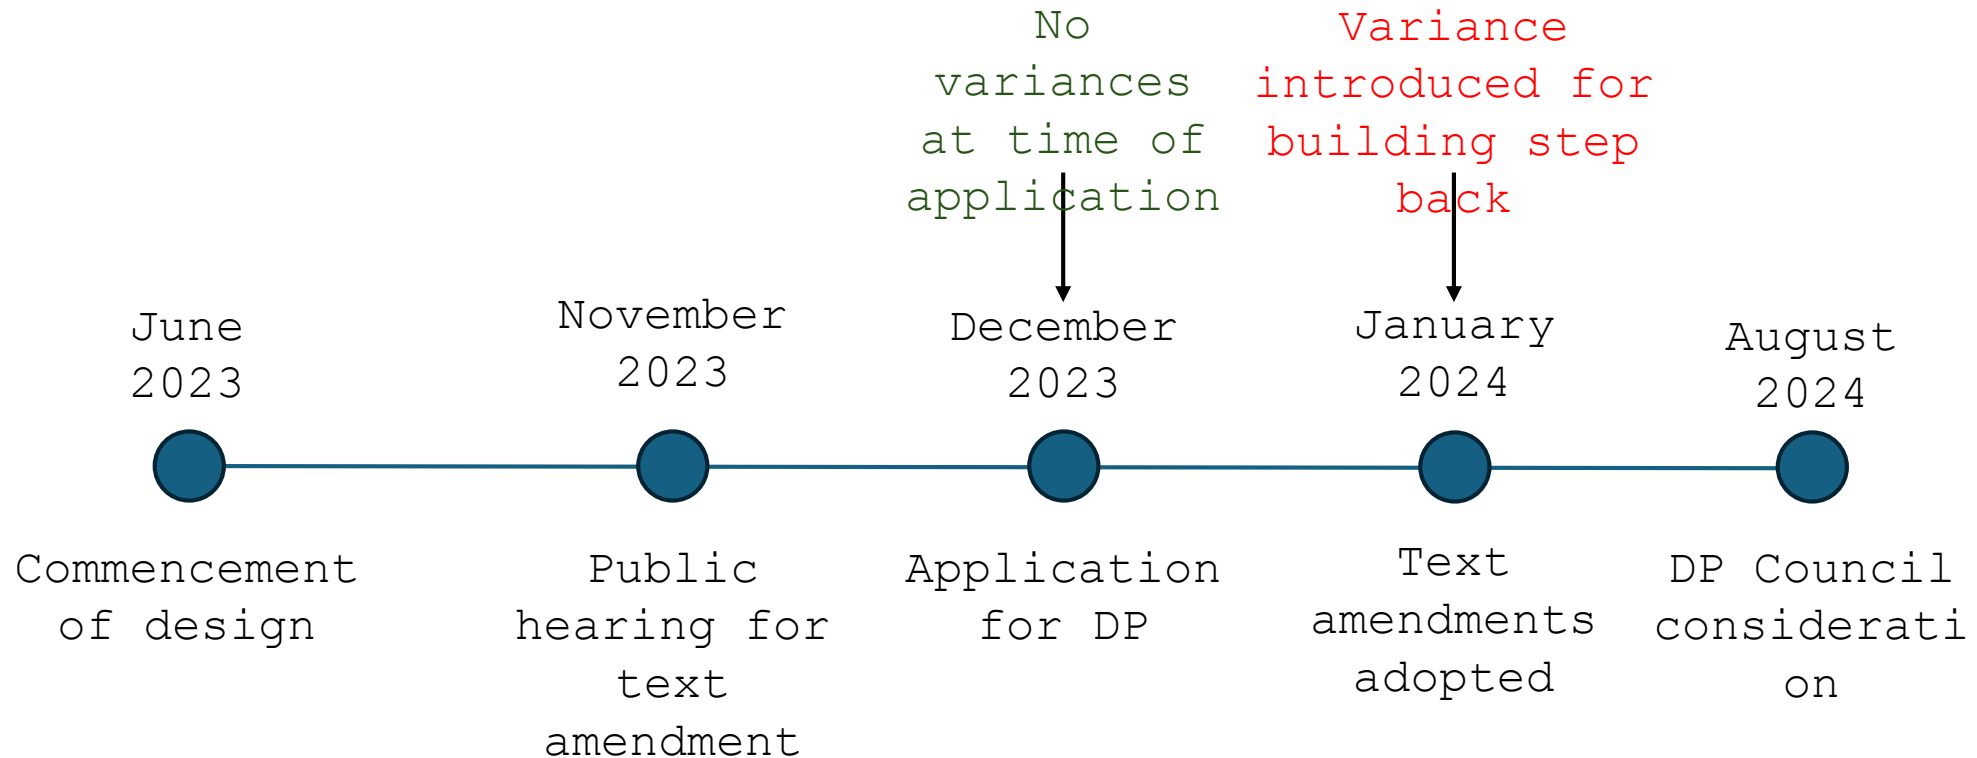 No
variances
at time of
application
Variance
introduced for
building step
back
June
2023
November
2023
December
2023
January
2024
August
2024
Commencement
of design
Public
hearing for
text
amendment
Application
for DP
Text
amendments
adopted
DP Council
considerati
on